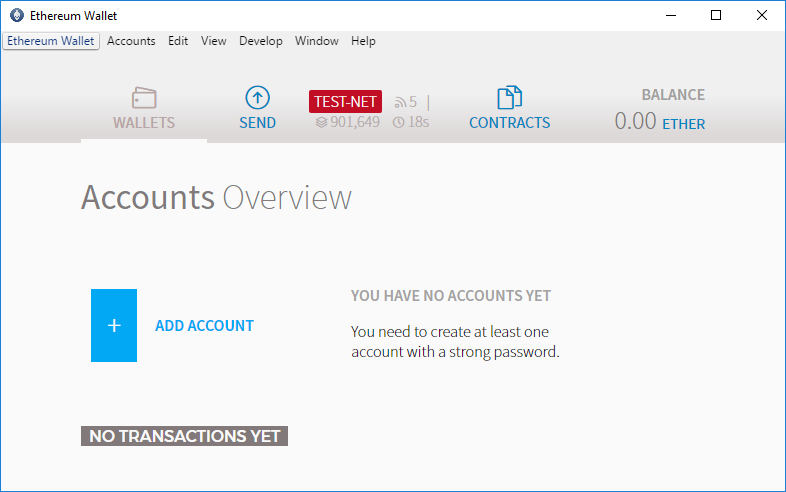 Ethereum Wallet
Ethereum Wallet Accounts Edit View Develop Window Help
WALLETS
SEND
TEST-NET 5 |
901,649 18s
CONTRACTS
BALANCE
0.00 ETHER
Accounts Overview
+ ADD ACCOUNT
YOU HAVE NO ACCOUNTS YET
You need to create at least one
account with a strong password.
NO TRANSACTIONS YET